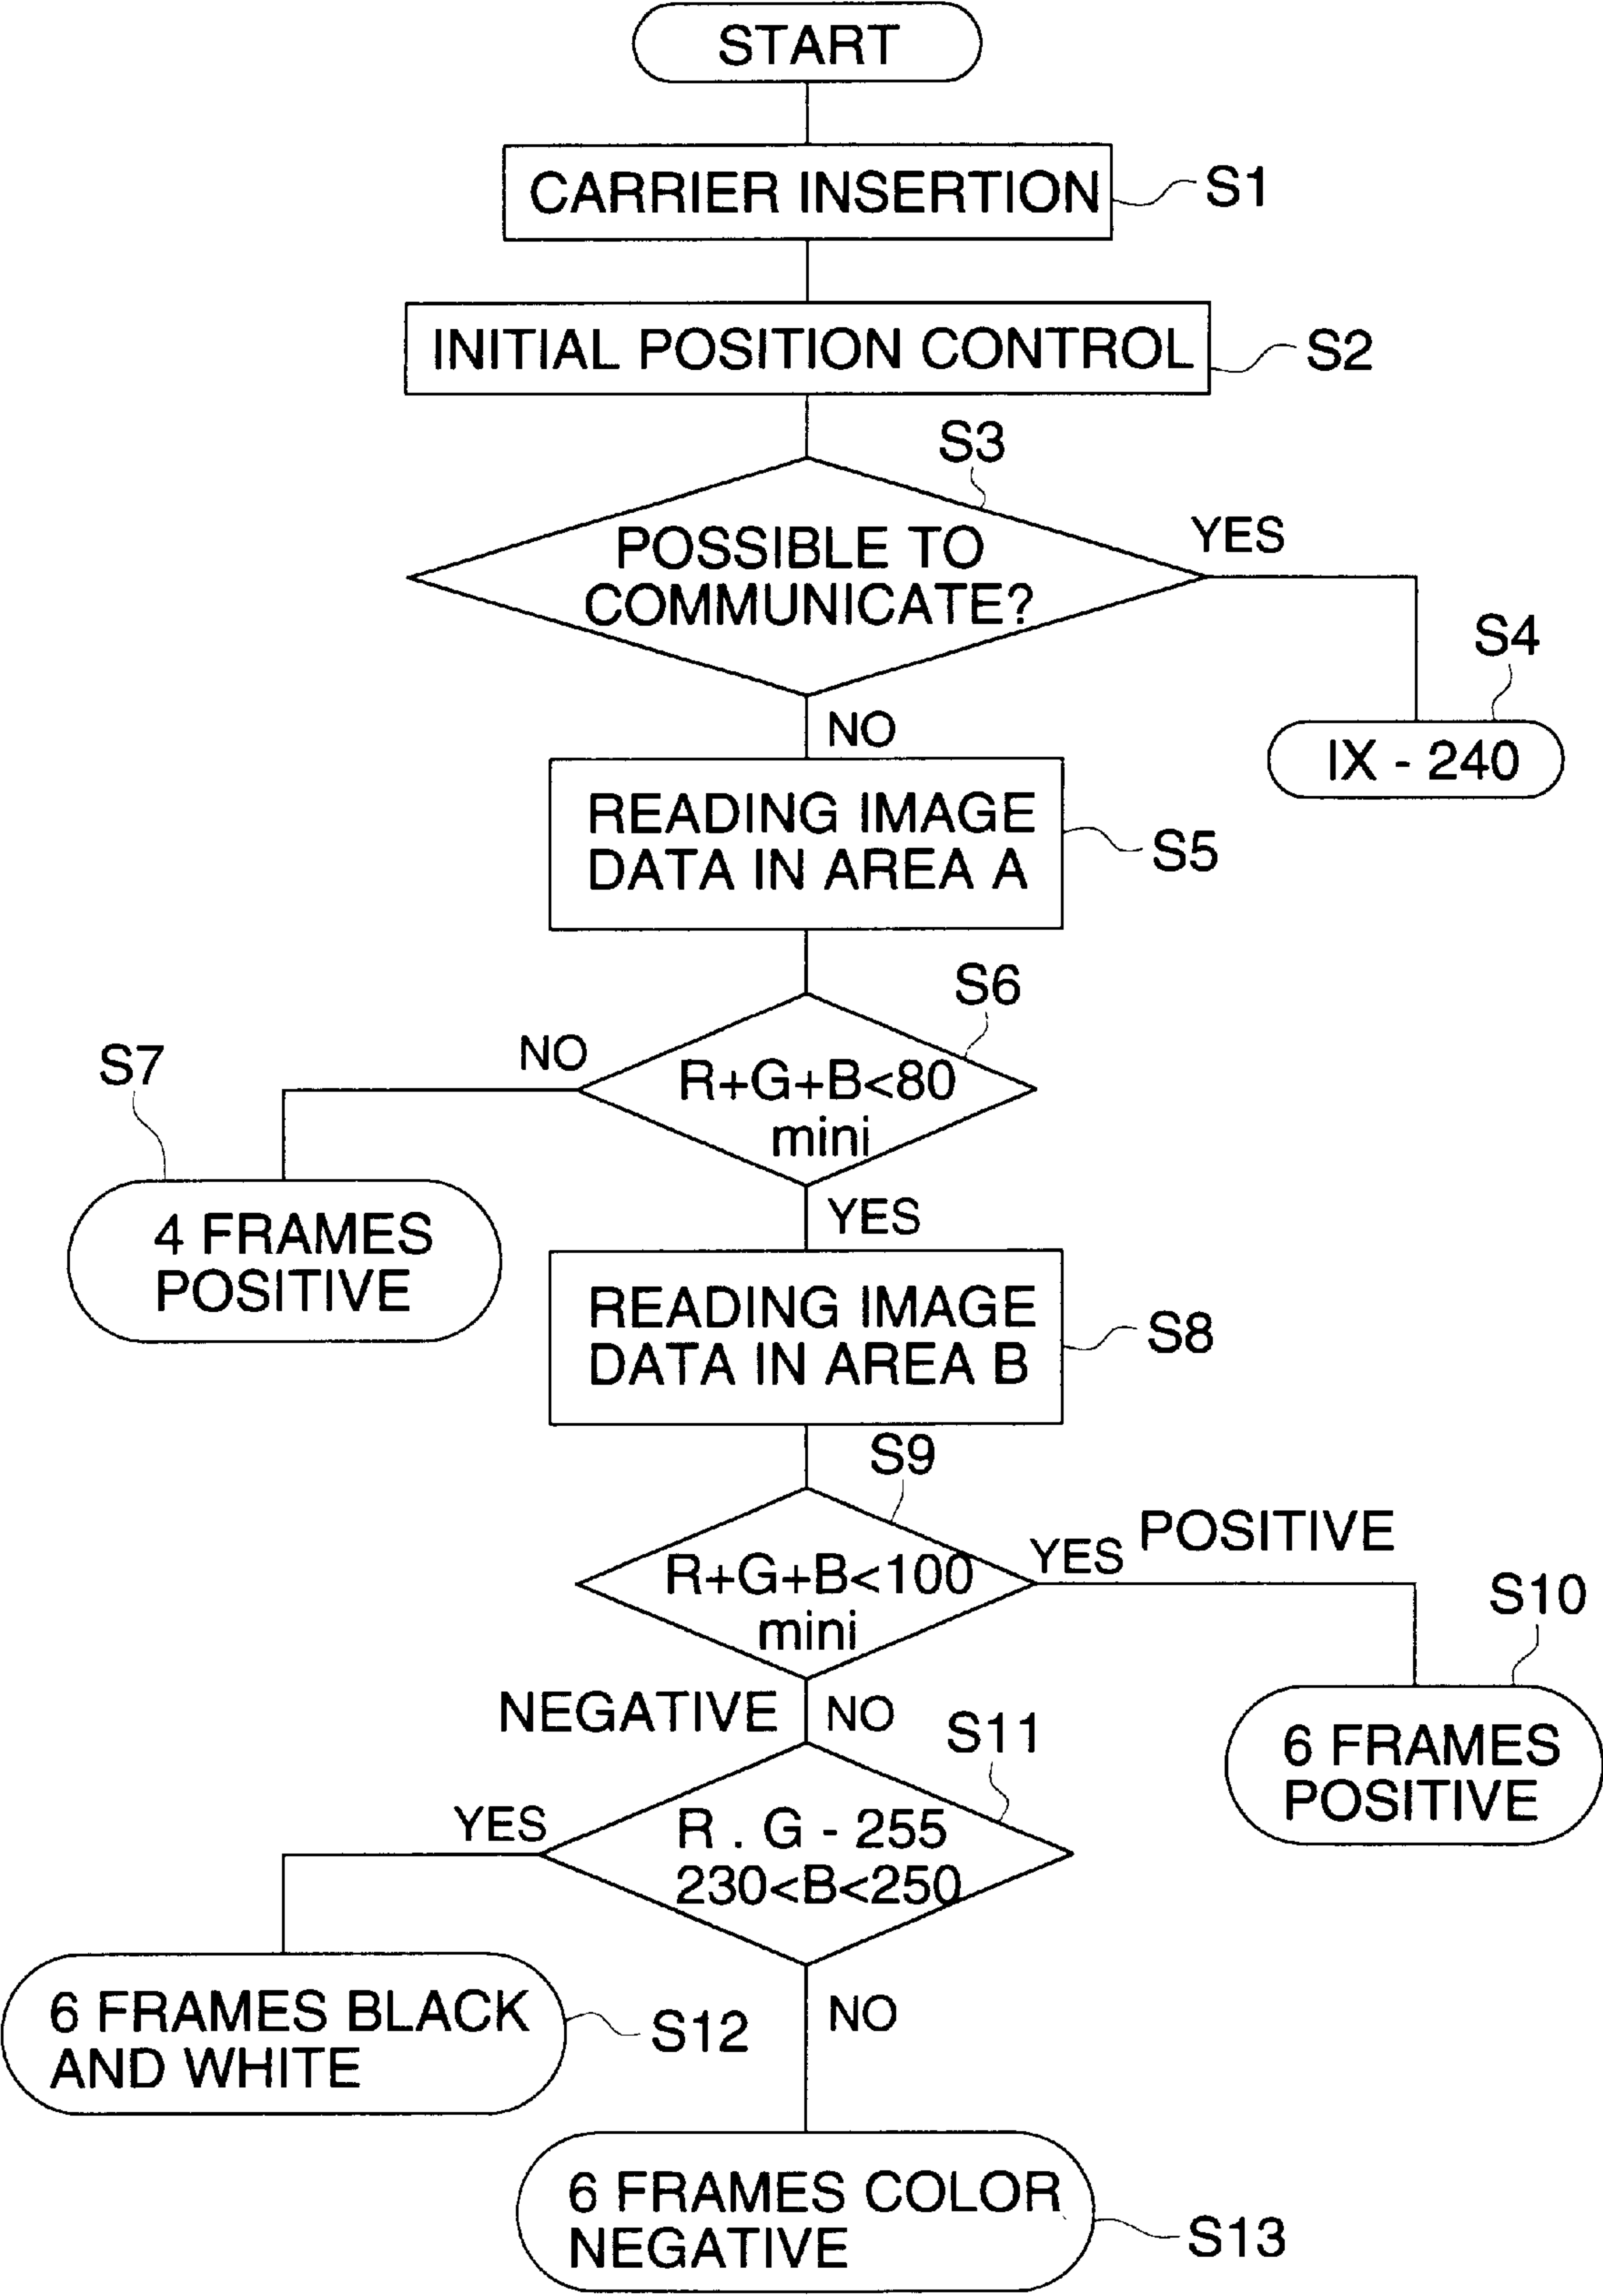 START
CARRIER INSERTION
S1
INITIAL POSITION CONTROL
S2
S3
POSSIBLE TO
COMMUNICATE?
YES
S4
IX - 240
NO
READING IMAGE
DATA IN AREA A
S5
S6
R+G+B<80
mini
NO
S7
4 FRAMES
POSITIVE
YES
READING IMAGE
DATA IN AREA B
S8
S9
R+G+B<100
mini
YES
POSITIVE
S10
6 FRAMES
POSITIVE
NEGATIVE
NO
S11
R . G - 255
230<B<250
YES
6 FRAMES BLACK
AND WHITE
S12
NO
6 FRAMES COLOR
NEGATIVE
S13